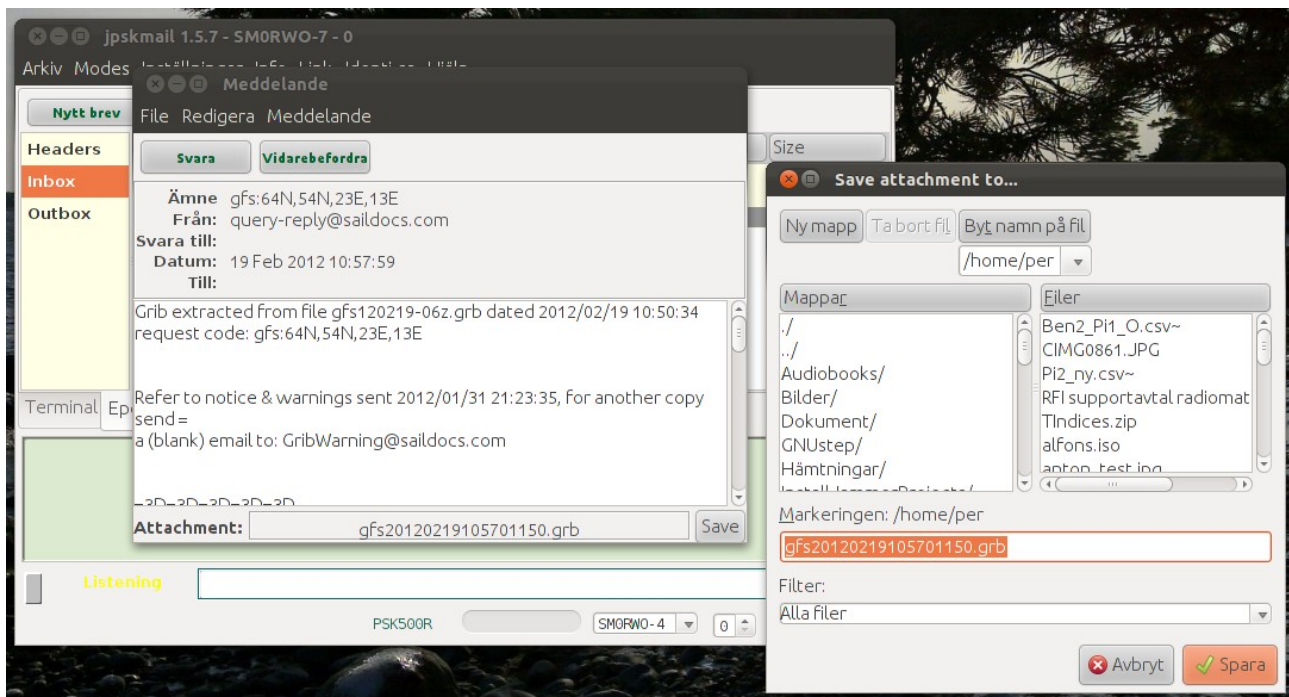 jpskmail 1.5.7 - SM0RWO-7 - 0
Arkiv Modes
Nytt brev
Headers
Inbox
Outbox
Size
Terminal Ep
Listening
PSK500R
SM0RWO-4
0
Meddelande
File Redigera Meddelande
Svara
Vidarebefordra
Ämne gfs:64N,54N,23E,13E
Från: query-reply@saildocs.com
Svara till:
Datum: 19 Feb 2012 10:57:59
Till:
Grib extracted from file gfs120219-06z.grb dated 2012/02/19 10:50:34
request code: gfs:64N,54N,23E,13E
Refer to notice & warnings sent 2012/01/31 21:23:35, for another copy
send =
a (blank) email to: GribWarning@saildocs.com
=3D=3D=3D=3D=3D
Attachment: gfs20120219105701150.grb
Save
Save attachment to...
Ny mapp
Ta bort fil
Byt namn på fil
/home/per
Mappar
./
../
Audiobooks/
Bilder/
Dokument/
GNUstep/
Hämtningar/
Filer
Ben2_Pi1_O.csv~
CIMG0861.JPG
Pi2_ny.csv~
RFI supportavtal radiomat
TIndices.zip
alfons.iso
Markeringen: /home/per
gfs20120219105701150.grb
Filter:
Alla filer
Avbryt
Spara